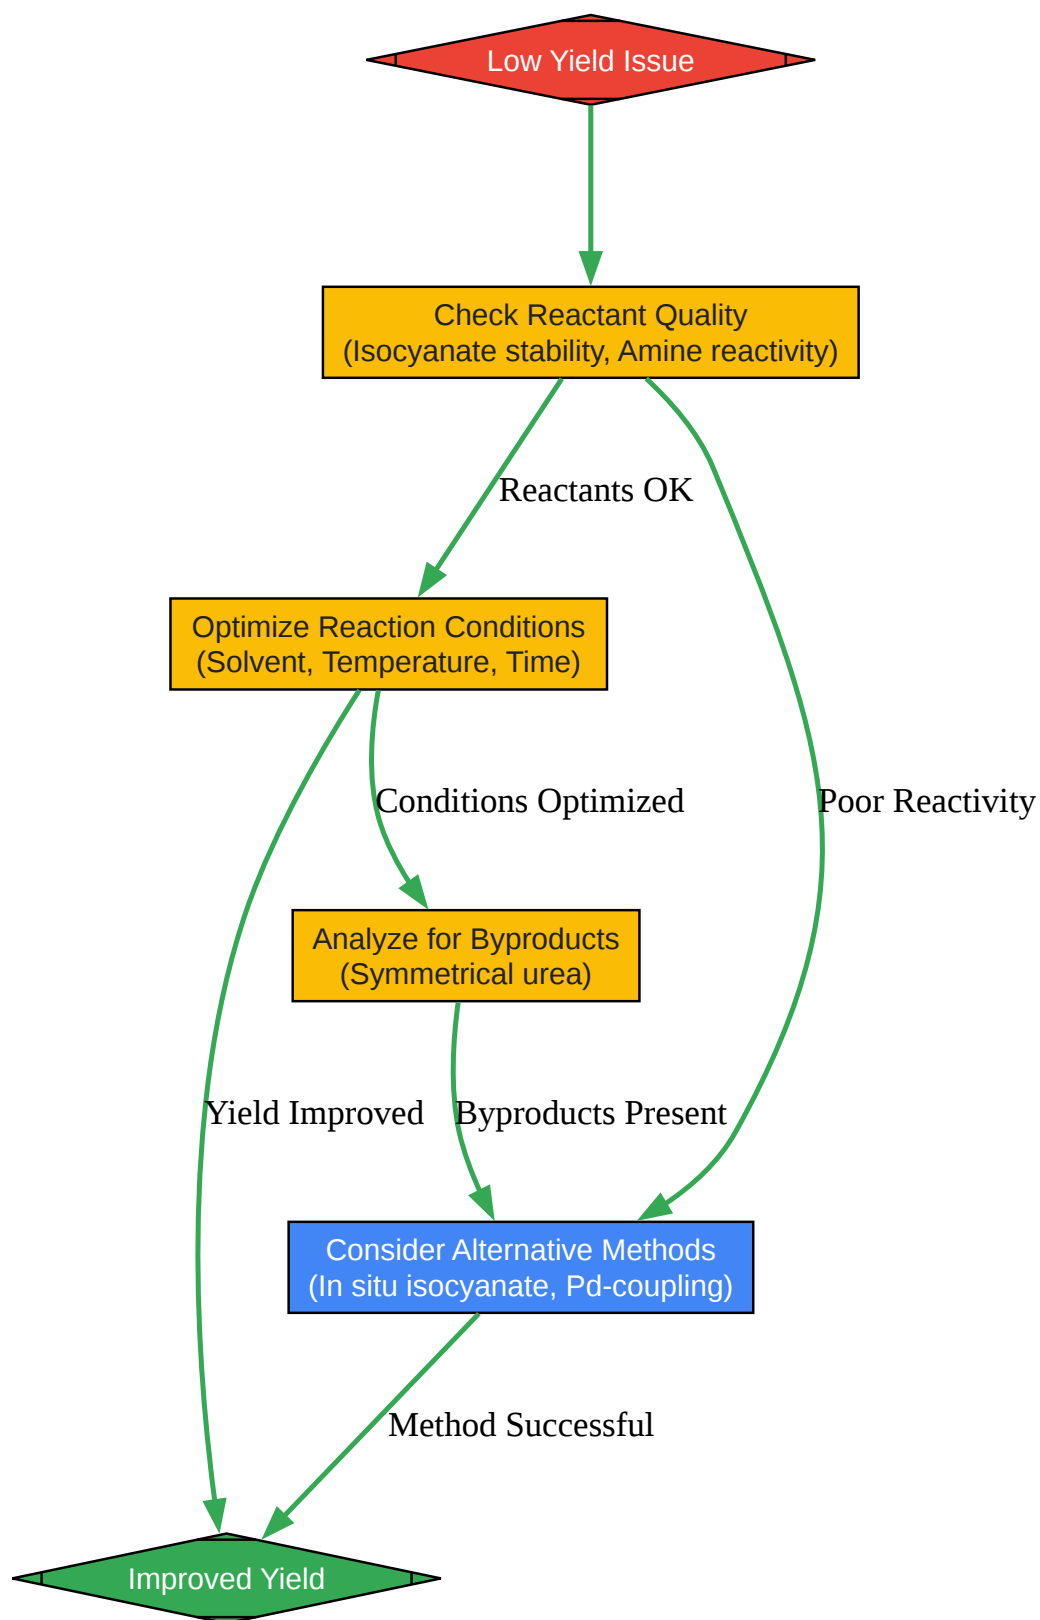 Low Yield Issue
Check Reactant Quality
(Isocyanate stability, Amine reactivity)
Reactants OK
Optimize Reaction Conditions
(Solvent, Temperature, Time)
Conditions Optimized
Poor Reactivity
Analyze for Byproducts
(Symmetrical urea)
Yield Improved
Byproducts Present
Consider Alternative Methods
(In situ isocyanate, Pd-coupling)
Method Successful
Improved Yield